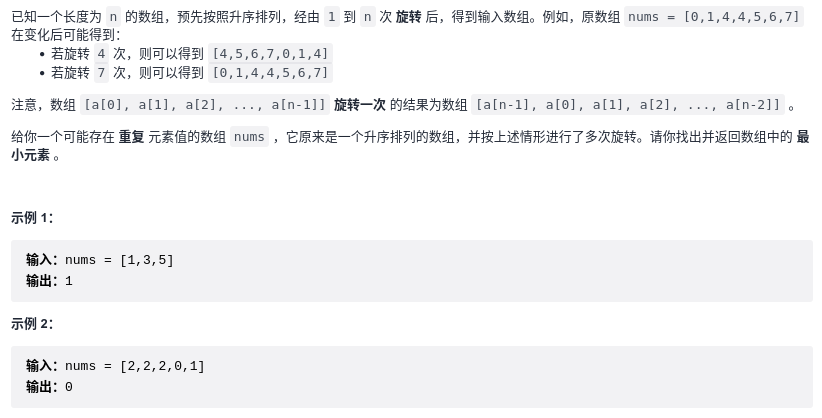 已知一个长度为 n 的数组，预先按照升序排列，经由 1 到 n 次 旋转 后，得到输入数组。例如，原数组 nums = [0,1,4,4,5,6,7]
在变化后可能得到：
• 若旋转 4 次，则可以得到 [4,5,6,7,0,1,4]
• 若旋转 7 次，则可以得到 [0,1,4,4,5,6,7]
注意，数组 [a[0], a[1], a[2], ..., a[n-1]] 旋转一次 的结果为数组 [a[n-1], a[0], a[1], a[2], ..., a[n-2]] 。
给你一个可能存在 重复 元素值的数组 nums ，它原来是一个升序排列的数组，并按上述情形进行了多次旋转。请你找出并返回数组中的 最
小元素 。
示例 1：
输入：nums = [1,3,5]
输出：1
示例 2：
输入：nums = [2,2,2,0,1]
输出：0